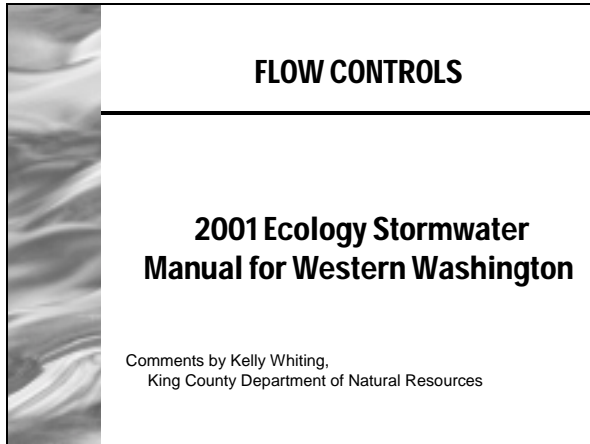 FLOW CONTROLS
2001 Ecology Stormwater
Manual for Western Washington
Comments by Kelly Whiting,
King County Department of Natural Resources